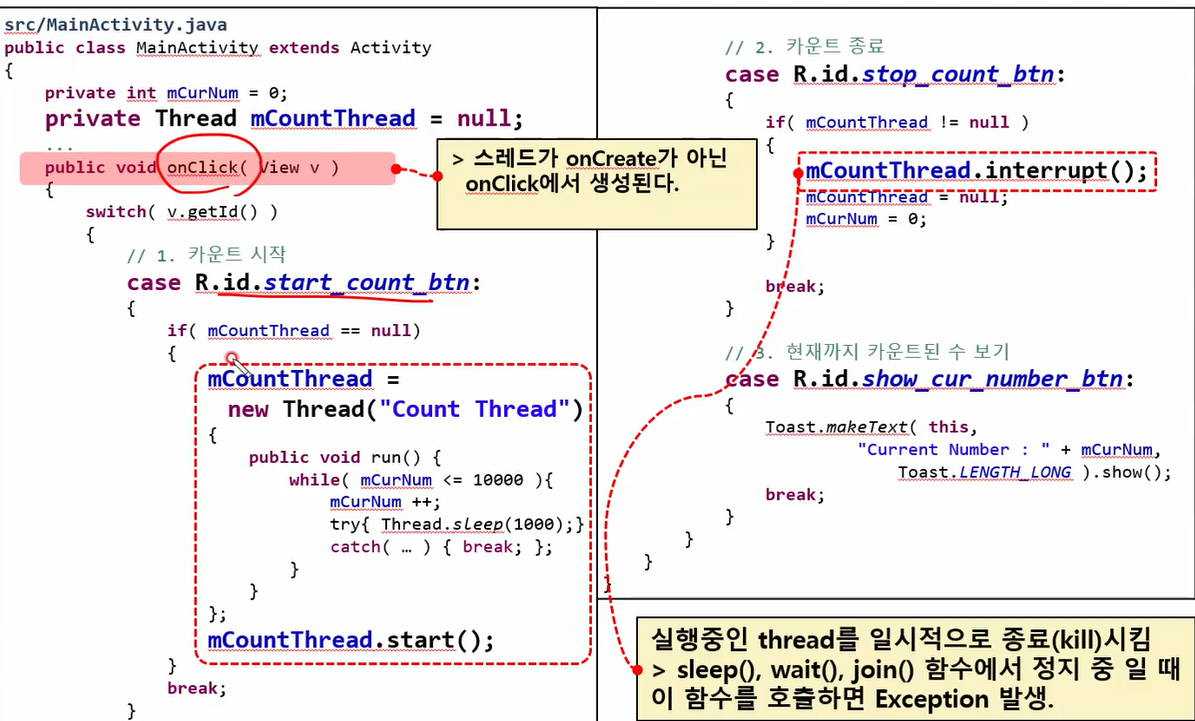 src/MainActivity.java
public class MainActivity extends Activity
{
private int mCurNum = 0;
private Thread mCountThread = null;
...
public void onClick( View v )
{
switch( v.getId() )
{
// 1. 카운트 시작
case R.id.start_count_btn:
{
if( mCountThread == null)
{
mCountThread =
new Thread("Count Thread")
{
public void run() {
while( mCurNum <= 10000 ){
mCurNum ++;
try{ Thread.sleep(1000);}
catch( … ) { break; };
}
}
};
mCountThread.start();
}
break;
}
> 스레드가 onCreate가 아닌
onClick에서 생성된다.
// 2. 카운트 종료
case R.id.stop_count_btn:
{
if( mCountThread != null )
{
mCountThread.interrupt();
mCountThread = null;
mCurNum = 0;
}
break;
}
// 3. 현재까지 카운트된 수 보기
case R.id.show_cur_number_btn:
{
Toast.makeText( this,
"Current Number : " + mCurNum,
Toast.LENGTH_LONG ).show();
break;
}
}
}
}
실행중인 thread를 일시적으로 종료(kill)시킴
> sleep(), wait(), join() 함수에서 정지 중 일 때
이 함수를 호출하면 Exception 발생.